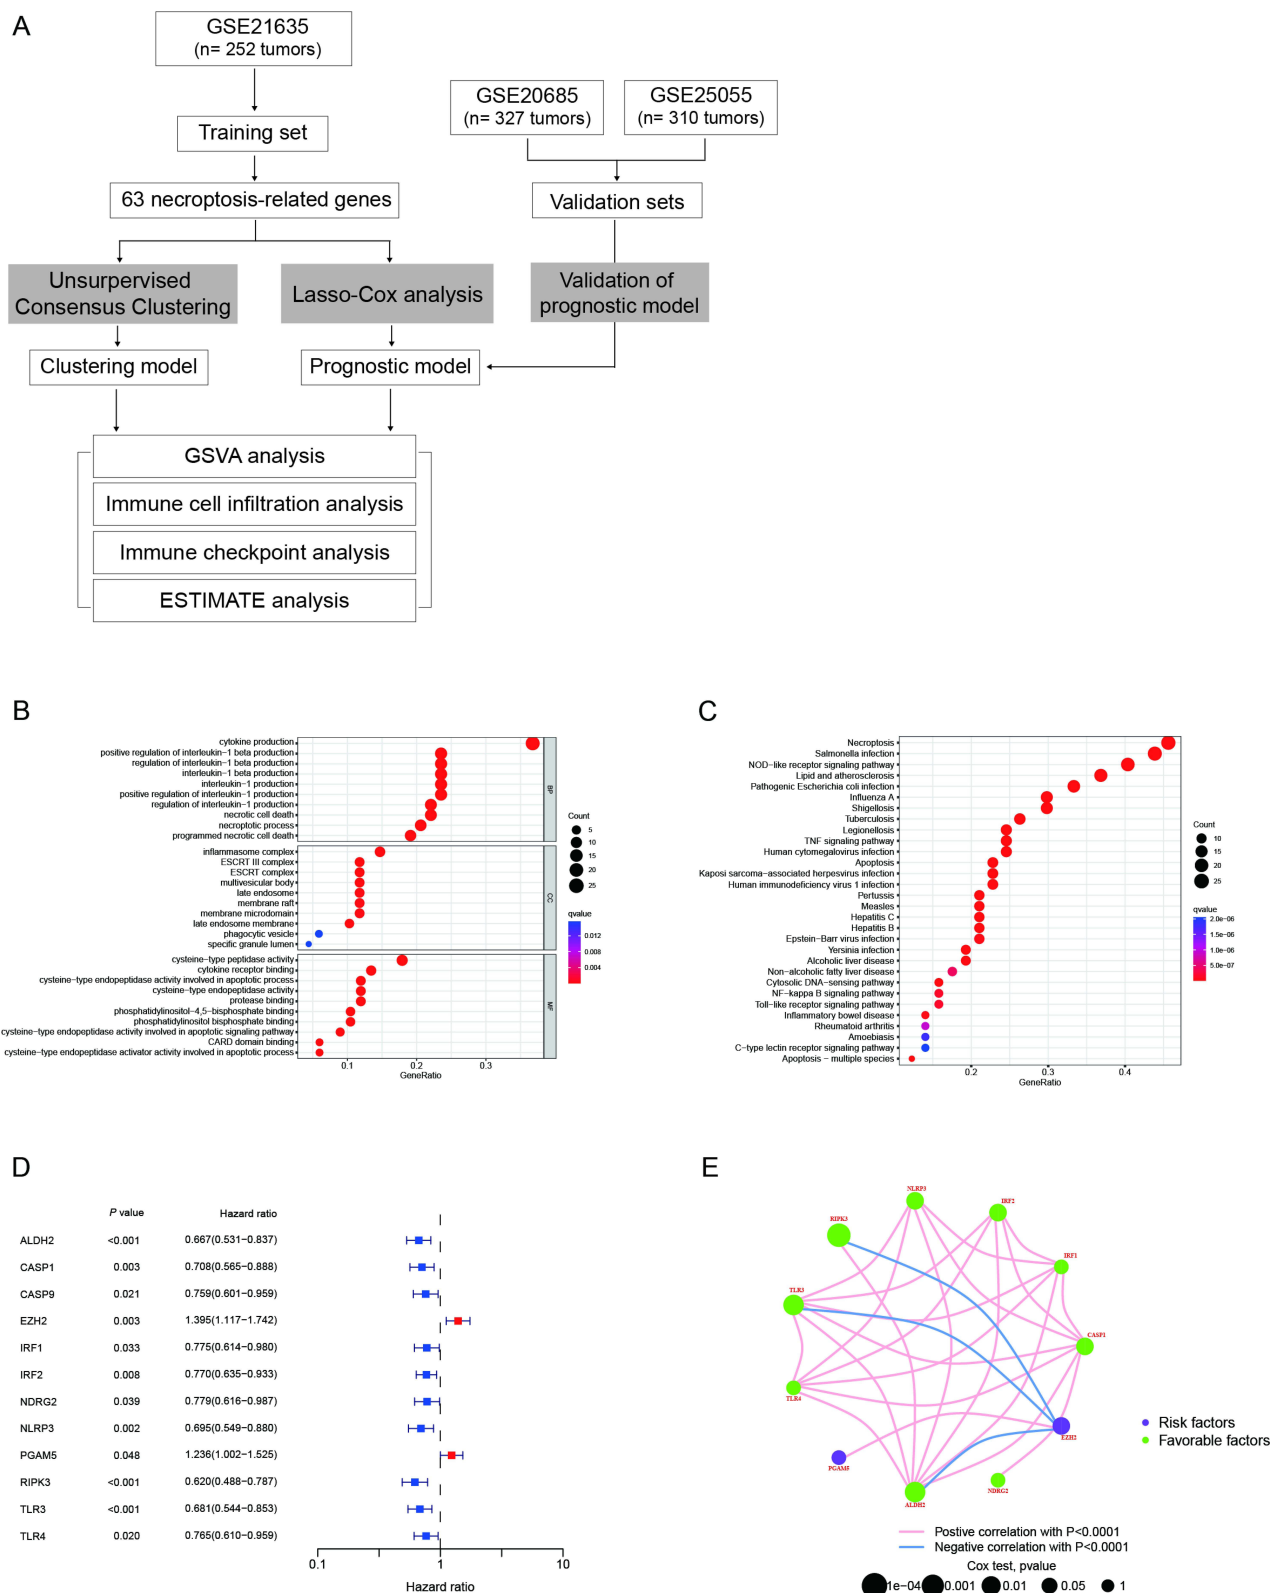 A
GSE21635
(n= 252 tumors)
GSE20685
(n= 327 tumors)
GSE25055
(n= 310 tumors)
Training set
63 necroptosis-related genes
Validation sets
Unsurpervised
Consensus Clustering
Lasso-Cox analysis
Validation of
prognostic model
Clustering model
Prognostic model
GSVA analysis
Immune cell infiltration analysis
Immune checkpoint analysis
ESTIMATE analysis
B
cytokine production
positive regulation of interleukin−1 beta production
regulation of interleukin−1 beta production
interleukin−1 beta production
interleukin−1 production
positive regulation of interleukin−1 production
regulation of interleukin−1 production
necrotic cell death
necroptotic process
programmed necrotic cell death
BP
inflammasome complex
ESCRT III complex
ESCRT complex
multivesicular body
late endosome
membrane raft
membrane microdomain
late endosome membrane
phagocytic vesicle
specific granule lumen
CC
cysteine−type peptidase activity
cytokine receptor binding
cysteine−type endopeptidase activity involved in apoptotic process
cysteine−type endopeptidase activity
protease binding
phosphatidylinositol−4,5−bisphosphate binding
phosphatidylinositol bisphosphate binding
cysteine−type endopeptidase activity involved in apoptotic signaling pathway
CARD domain binding
cysteine−type endopeptidase activator activity involved in apoptotic process
MF
0.1 0.2 0.3
GeneRatio
Count
5
10
15
20
25
qvalue
0.012
0.008
0.004
C
Necroptosis
Salmonella infection
NOD−like receptor signaling pathway
Lipid and atherosclerosis
Pathogenic Escherichia coli infection
Influenza A
Shigellosis
Tuberculosis
Legionellosis
TNF signaling pathway
Human cytomegalovirus infection
Apoptosis
Kaposi sarcoma−associated herpesvirus infection
Human immunodeficiency virus 1 infection
Pertussis
Measles
Hepatitis C
Hepatitis B
Epstein−Barr virus infection
Yersinia infection
Alcoholic liver disease
Non−alcoholic fatty liver disease
Cytosolic DNA−sensing pathway
NF−kappa B signaling pathway
Toll−like receptor signaling pathway
Inflammatory bowel disease
Rheumatoid arthritis
Amoebiasis
C−type lectin receptor signaling pathway
Apoptosis − multiple species
0.2 0.3 0.4
GeneRatio
Count
10
15
20
25
qvalue
2.0e−06
1.5e−06
1.0e−06
5.0e−07
D
P value Hazard ratio
ALDH2 <0.001 0.667(0.531−0.837)
CASP1 0.003 0.708(0.565−0.888)
CASP9 0.021 0.759(0.601−0.959)
EZH2 0.003 1.395(1.117−1.742)
IRF1 0.033 0.775(0.614−0.980)
IRF2 0.008 0.770(0.635−0.933)
NDRG2 0.039 0.779(0.616−0.987)
NLRP3 0.002 0.695(0.549−0.880)
PGAM5 0.048 1.236(1.002−1.525)
RIPK3 <0.001 0.620(0.488−0.787)
TLR3 <0.001 0.681(0.544−0.853)
TLR4 0.020 0.765(0.610−0.959)
0.1 1 10
Hazard ratio
E
NLRP3
IRF2
RIPK3
IRF1
TLR3
CASP1
TLR4
EZH2
PGAM5
NDRG2
ALDH2
Risk factors
Favorable factors
Postive correlation with P<0.0001
Negative correlation with P<0.0001
Cox test, pvalue
1e−04 0.001 0.01 0.05 1